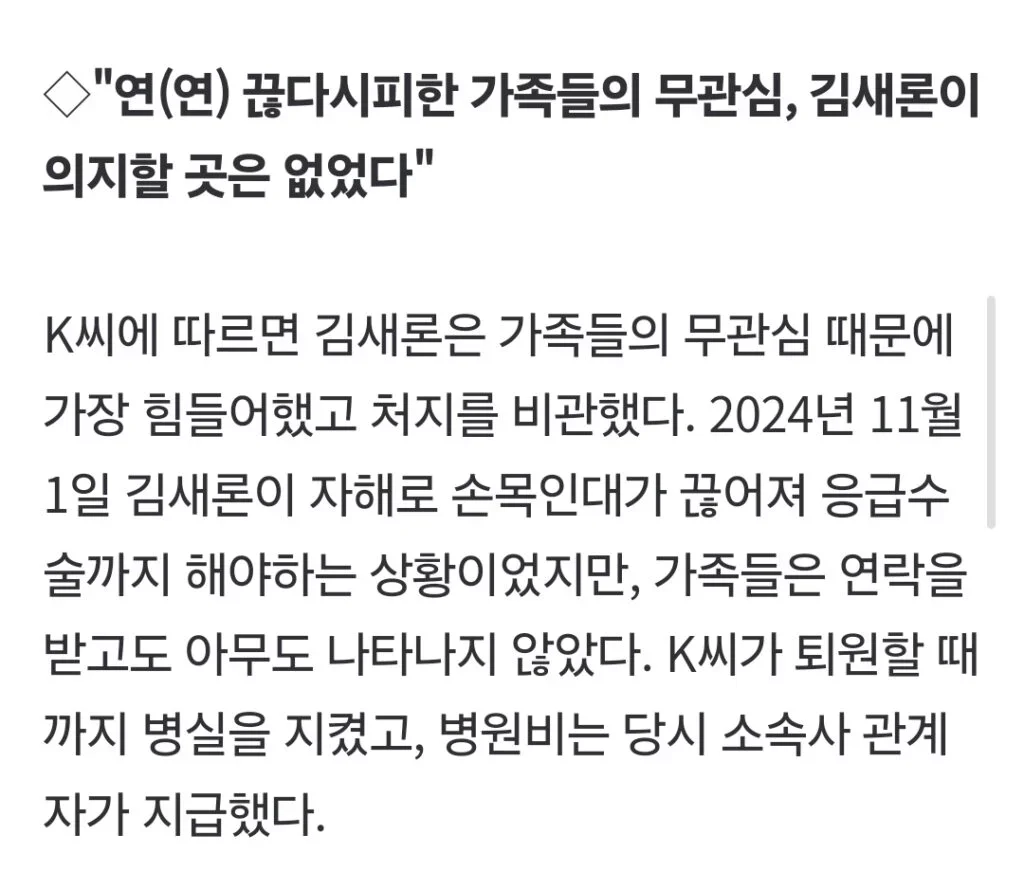 ◇"연(연) 끊다시피한 가족들의 무관심, 김새론이
의지할 곳은 없었다"
K씨에 따르면 김새론은 가족들의 무관심 때문에
가장 힘들어했고 처지를 비관했다. 2024년 11월
1일 김새론이 자해로 손목인대가 끊어져 응급수
술까지 해야하는 상황이었지만, 가족들은 연락을
받고도 아무도 나타나지 않았다. K씨가 퇴원할 때
까지 병실을 지켰고, 병원비는 당시 소속사 관계
자가 지급했다.